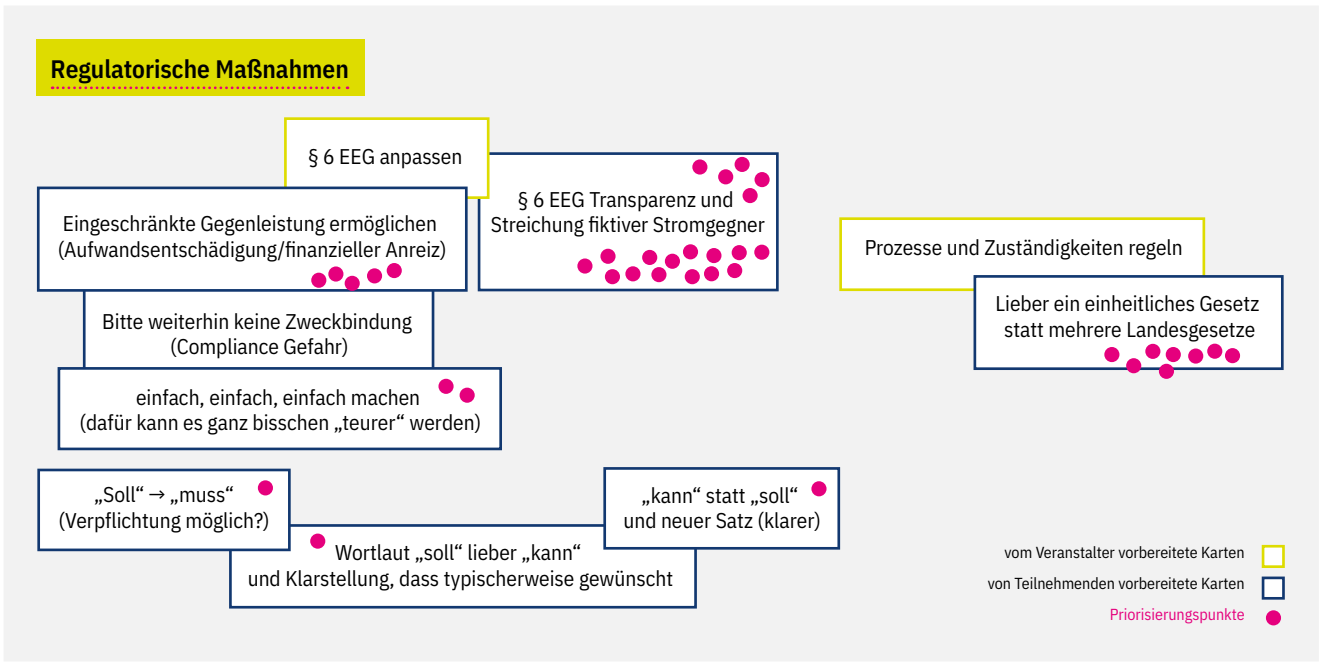 Regulatorische Maßnahmen
§ 6 EEG anpassen
Eingeschränkte Gegenleistung ermöglichen
(Aufwandsentschädigung/finanzieller Anreiz)
§ 6 EEG Transparenz und
Streichung fiktiver Stromgegner
Bitte weiterhin keine Zweckbindung
(Compliance Gefahr)
einfach, einfach, einfach machen
(dafür kann es ganz bisschen „teurer“ werden)
Prozesse und Zuständigkeiten regeln
Lieber ein einheitliches Gesetz
statt mehrere Landesgesetze
„Soll“ → „muss“
(Verpflichtung möglich?)
Wortlaut „soll“ lieber „kann“
und Klarstellung, dass typischerweise gewünscht
„kann“ statt „soll“
und neuer Satz (klarer)
vom Veranstalter vorbereitete Karten
von Teilnehmenden vorbereitete Karten
Priorisierungspunkte